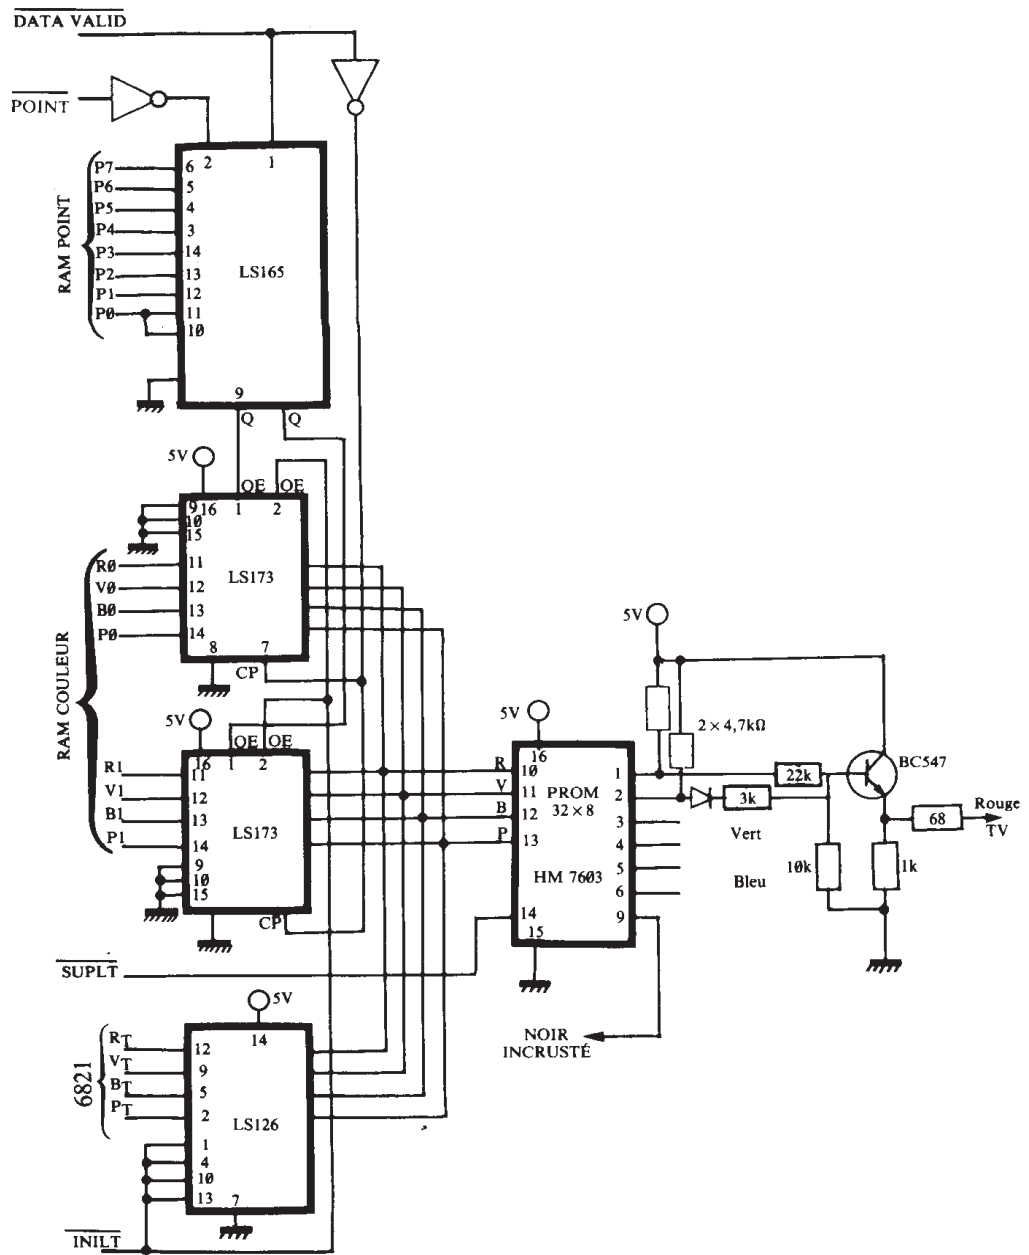 DATA VALID
POINT
RAM POINT
P7
P6
P5
P4
P3
P2
P1
PØ
6
5
4
3
14
13
12
11
10
2
1
LS165
9
Q
Q
5V
OE
OE
9
16
1
2
10
15
RAM COULEUR
RØ
VØ
BØ
PØ
11
12
13
14
LS173
8
7
CP
5V
OE
OE
16
1
2
R1
V1
B1
P1
11
12
13
14
9
10
15
LS173
CP
5V
R
V
B
P
16
10
11
12
13
14
15
PROM
32×8
HM 7603
1
2
3
4
5
6
9
5V
2×4,7kΩ
22k
3k
BC547
68
Rouge
TV
Vert
Bleu
10k
1k
SUPLT
NOIR
INCRUSTÉ
5V
6821
RT
VT
BT
PT
14
12
9
5
2
1
4
10
13
7
LS126
INILT